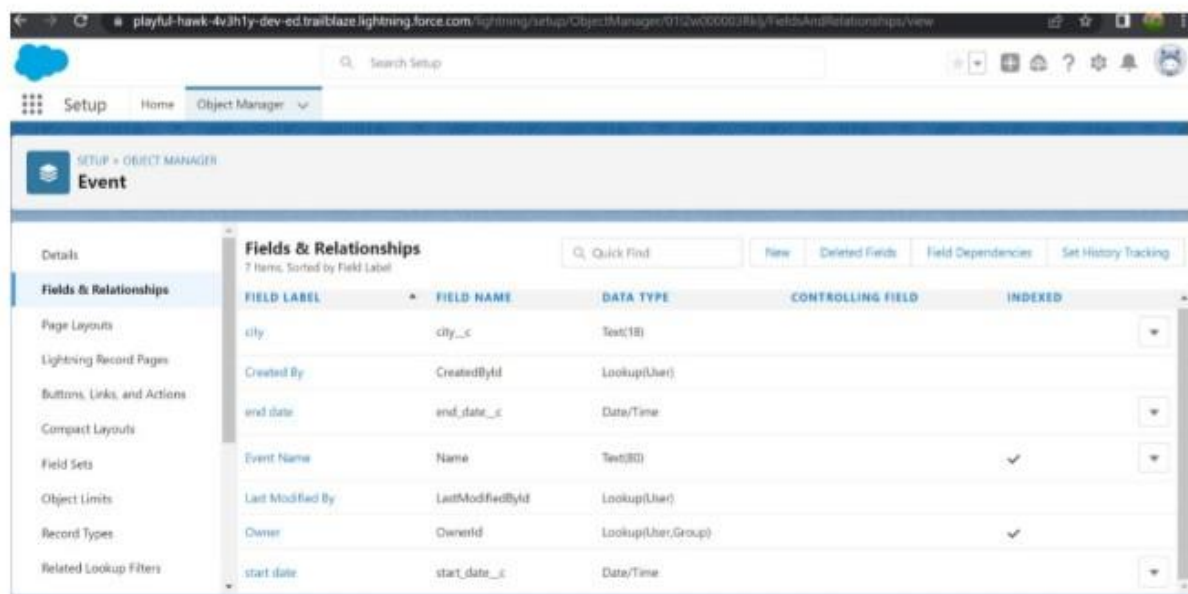 playful-hawk-4v3h1y-dev-ed.trailblaze.lightning.force.com/lightning/setup/ObjectManager/ /FieldsAndRelationships/view
Search Setup
Setup Home Object Manager
SETUP > OBJECT MANAGER
Event
Details
Fields & Relationships
Page Layouts
Lightning Record Pages
Buttons, Links, and Actions
Compact Layouts
Field Sets
Object Limits
Record Types
Related Lookup Filters
Fields & Relationships
7 Items, Sorted by Field Label
Quick Find New Deleted Fields Field Dependencies Set History Tracking
FIELD LABEL FIELD NAME DATA TYPE CONTROLLING FIELD INDEXED
city city__c Text(18)
Created By CreatedById Lookup(User)
end date end_date__c Date/Time
Event Name Name Text(80)
Last Modified By LastModifiedById Lookup(User)
Owner OwnerId Lookup(User,Group)
start date start_date__c Date/Time